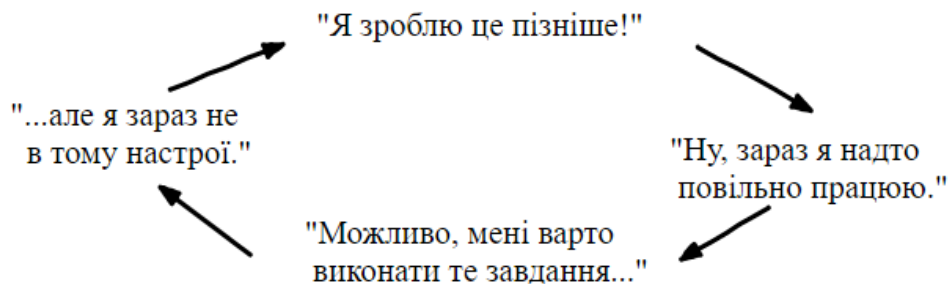 "Я зроблю це пізніше!"
"Ну, зараз я надто
повільно працюю."
"Можливо, мені варто
виконати те завдання..."
"...але я зараз не
в тому настрої."